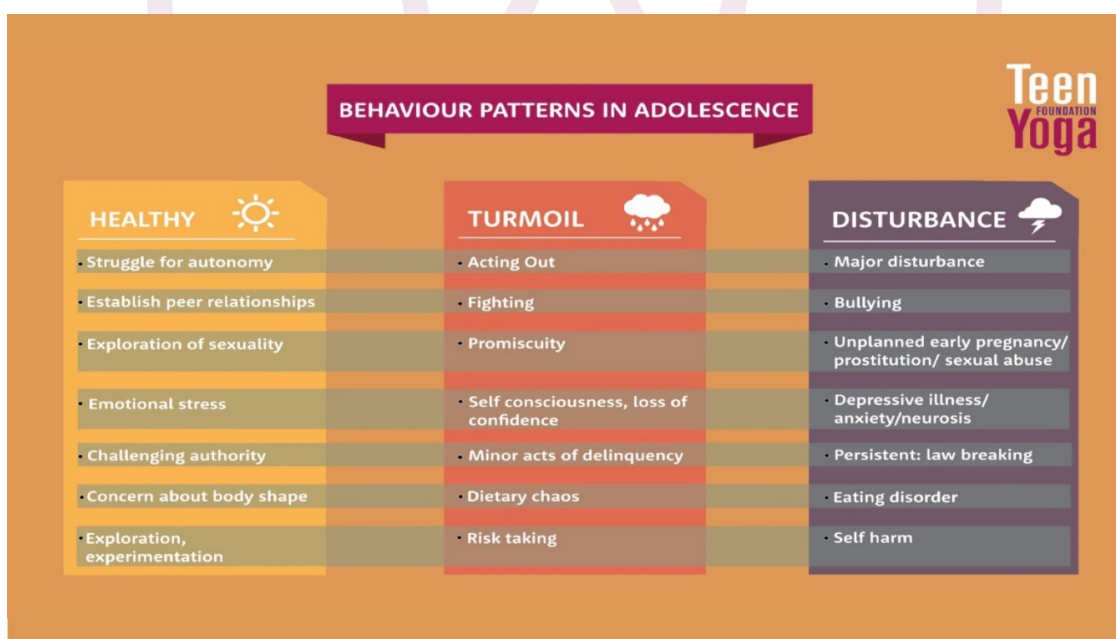 BEHAVIOUR PATTERNS IN ADOLESCENCE
Teen
FOUNDATION
Yoga
HEALTHY
· Struggle for autonomy
· Establish peer relationships
· Exploration of sexuality
· Emotional stress
· Challenging authority
· Concern about body shape
· Exploration,
experimentation
TURMOIL
· Acting Out
· Fighting
· Promiscuity
· Self consciousness, loss of
confidence
· Minor acts of delinquency
· Dietary chaos
· Risk taking
DISTURBANCE
· Major disturbance
· Bullying
· Unplanned early pregnancy/
prostitution/ sexual abuse
· Depressive illness/
anxiety/neurosis
· Persistent: law breaking
· Eating disorder
· Self harm